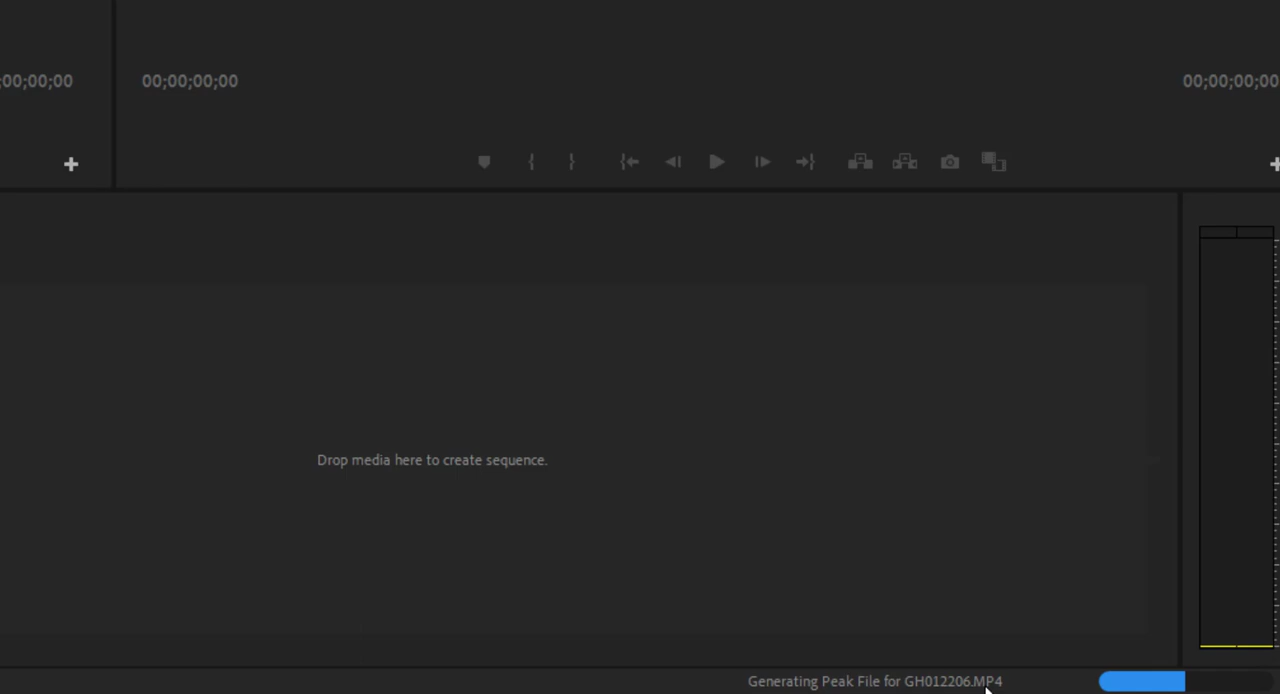 ;00;00;00
00;00;00;00
00;00;00;00
Drop media here to create sequence.
Generating Peak File for GH012206.MP4